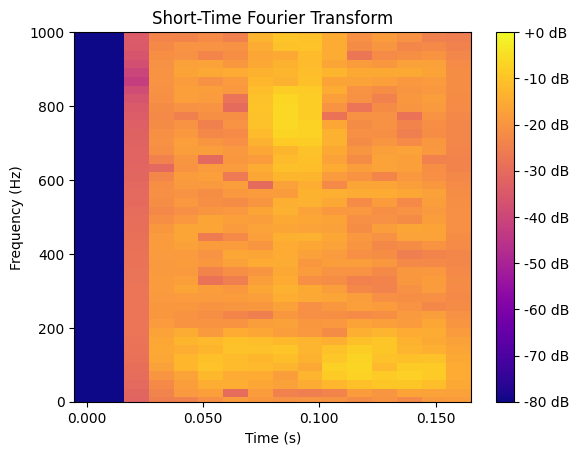 Short-Time Fourier Transform
1000
800
600
400
200
0
Frequency (Hz)
0.000
0.050
0.100
0.150
Time (s)
+0 dB
-10 dB
-20 dB
-30 dB
-40 dB
-50 dB
-60 dB
-70 dB
-80 dB